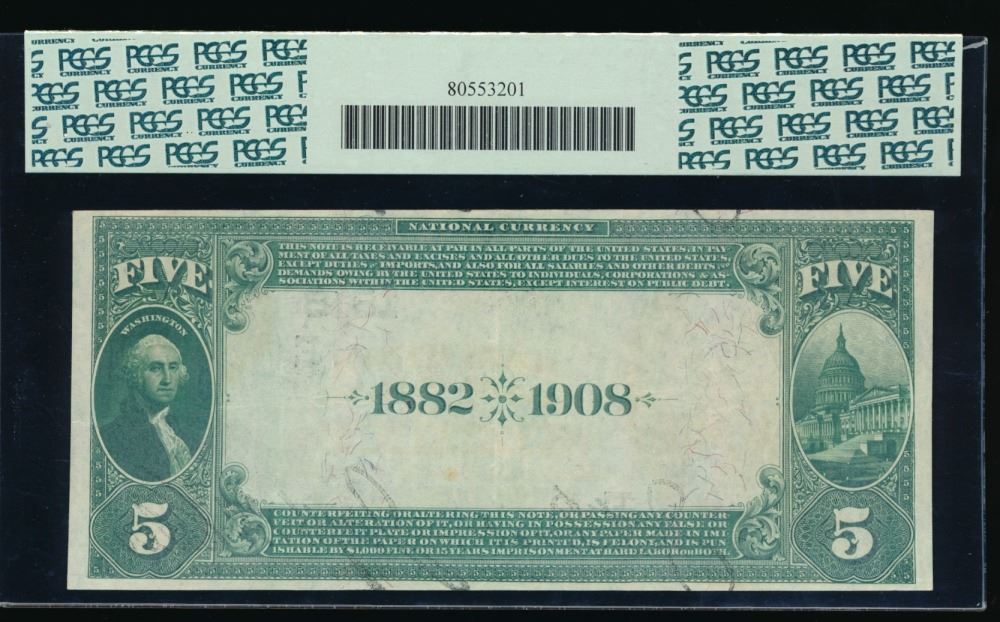 PCGS PCGS PCGS PCGS
CURRENCY CURRENCY CURRENCY CURRENCY
80553201
NATIONAL CURRENCY
THIS NOTE IS RECEIVABLE AT PAR IN ALL PARTS OF THE UNITED STATES, IN PAY
MENT OF ALL TAXES AND EXCISES AND ALL OTHER DUES TO THE UNITED STATES,
EXCEPT DUTIES ON IMPORTS, AND ALSO FOR ALL SALARIES AND OTHER DEBTS
DEMANDS OWING BY THE UNITED STATES TO INDIVIDUALS, CORPORATIONS & AS-
SOCIATIONS WITHIN THE UNITED STATES, EXCEPT INTEREST ON PUBLIC DEBT.
FIVE
FIVE
WASHINGTON
1882 1908
COUNTERFEITING OR ALTERING THIS NOTE, OR PASSING ANY COUNTER
FEIT OR ALTERATION OF IT, OR HAVING IN POSSESSION ANY FALSE OR
COUNTERFEIT PLATE OR IMPRESSION OF IT, OR ANY PAPER MADE IN IMI
TATION OF THE PAPER ON WHICH IT IS PRINTED, IS FELONY, AND IS PUN
ISHABLE BY $1,000 FINE, OR 15 YEARS IMPRISONMENT AT HARD LABOR OR BOTH.
5
5